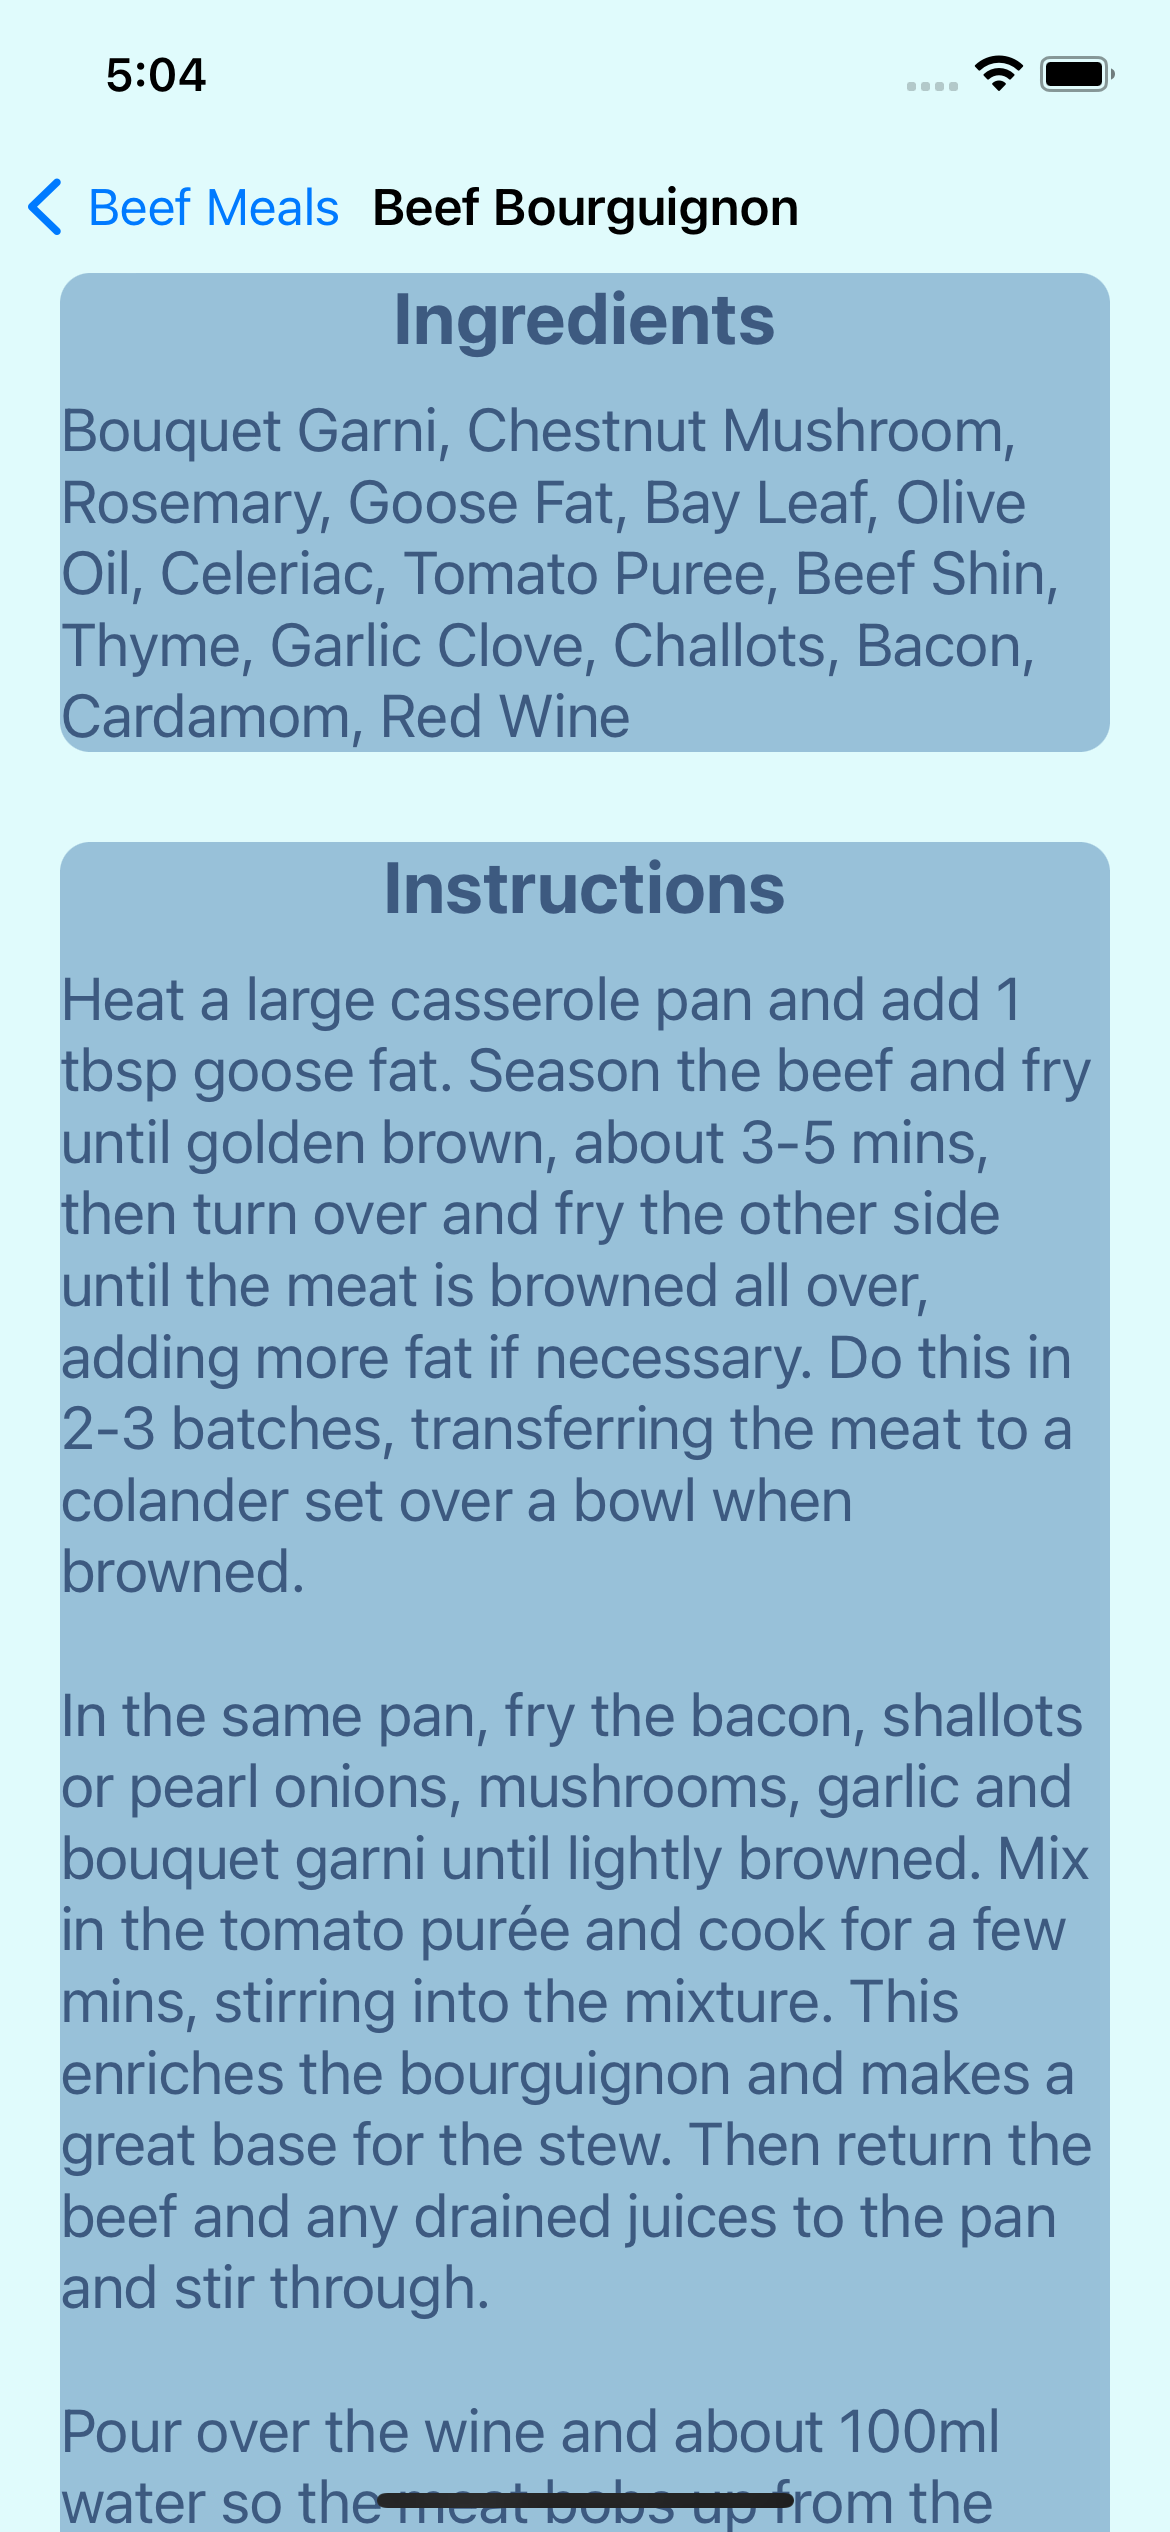 5:04
Beef Meals Beef Bourguignon
Ingredients
Bouquet Garni, Chestnut Mushroom,
Rosemary, Goose Fat, Bay Leaf, Olive
Oil, Celeriac, Tomato Puree, Beef Shin,
Thyme, Garlic Clove, Challots, Bacon,
Cardamom, Red Wine
Instructions
Heat a large casserole pan and add 1
tbsp goose fat. Season the beef and fry
until golden brown, about 3-5 mins,
then turn over and fry the other side
until the meat is browned all over,
adding more fat if necessary. Do this in
2-3 batches, transferring the meat to a
colander set over a bowl when
browned.
In the same pan, fry the bacon, shallots
or pearl onions, mushrooms, garlic and
bouquet garni until lightly browned. Mix
in the tomato purée and cook for a few
mins, stirring into the mixture. This
enriches the bourguignon and makes a
great base for the stew. Then return the
beef and any drained juices to the pan
and stir through.
Pour over the wine and about 100ml
water so the meat bobs up from the